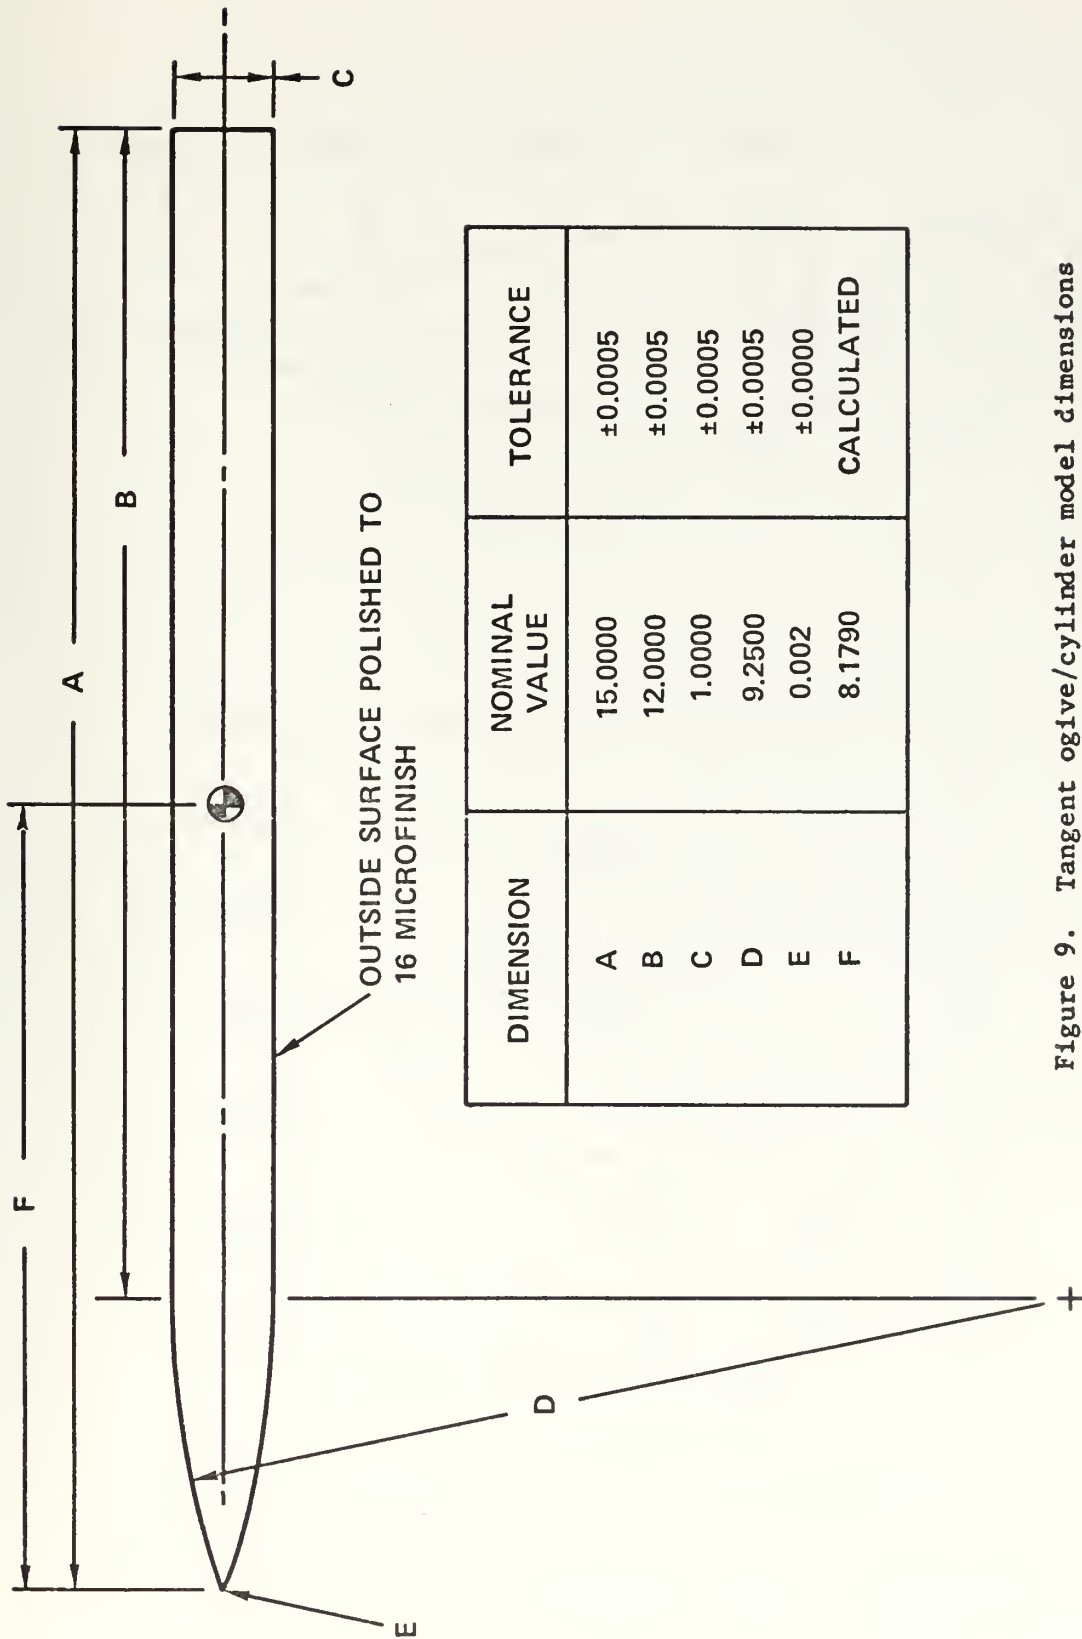 F
A
B
C
E
D
OUTSIDE SURFACE POLISHED TO
16 MICROFINISH
DIMENSION NOMINAL VALUE TOLERANCE
A 15.0000 ±0.0005
B 12.0000 ±0.0005
C 1.0000 ±0.0005
D 9.2500 ±0.0005
E 0.002 ±0.0000
F 8.1790 CALCULATED
Figure 9. Tangent ogive/cylinder model dimensions